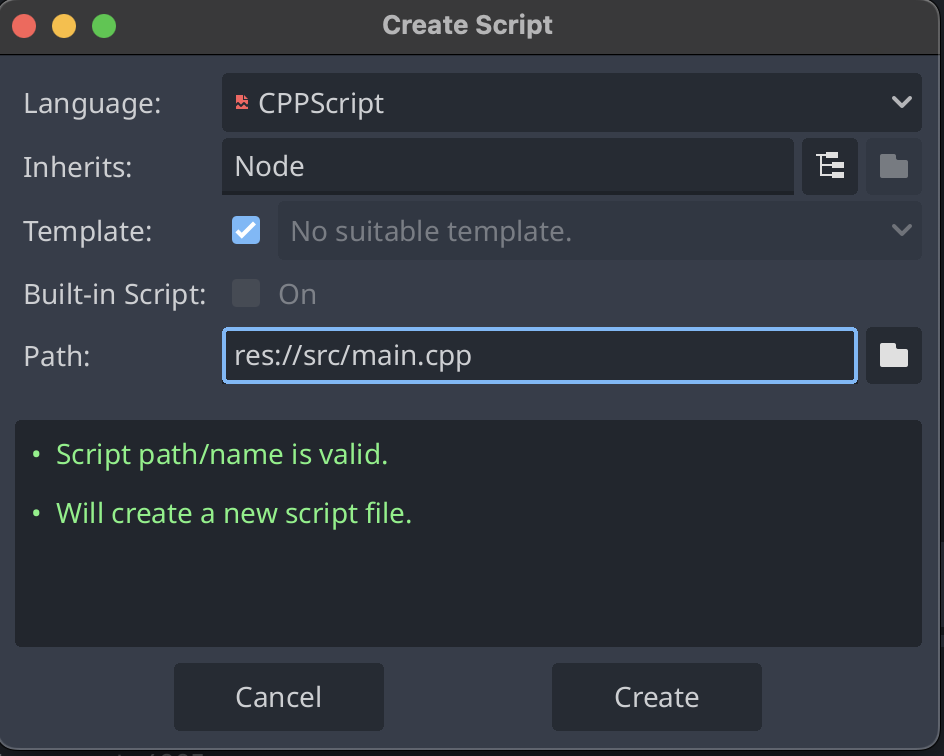 Create Script
Language: CPPScript
Inherits: Node
Template: No suitable template.
Built-in Script: On
Path: res://src/main.cpp
• Script path/name is valid.
• Will create a new script file.
Cancel Create